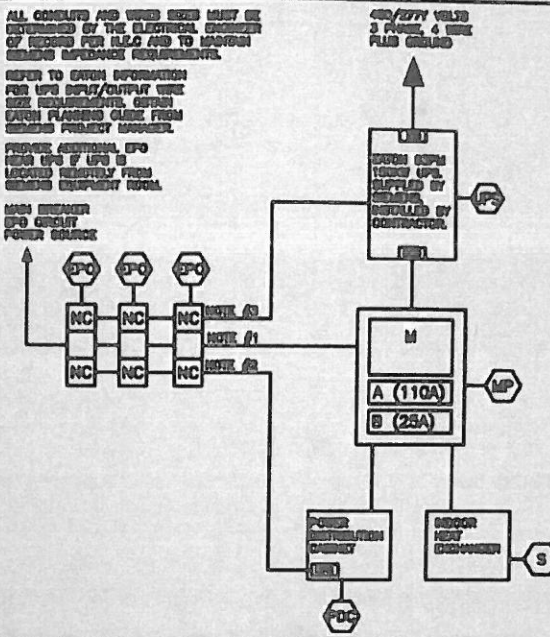 ALL CONDUITS AND WIRES SIZES MUST BE
DETERMINED BY THE ELECTRICAL ENGINEER
OF RECORD PER N.E.C AND TO MAINTAIN
SIEMENS IMPEDANCE REQUIREMENTS.
REFER TO EATON INFORMATION
FOR UPS INPUT/OUTPUT WIRE
SIZE REQUIREMENTS. OBTAIN
EATON PLANNING GUIDE FROM
SIEMENS PROJECT MANAGER.
PROVIDE ADDITIONAL EPO
NEAR UPS IF UPS IS
LOCATED REMOTELY FROM
SIEMENS EQUIPMENT ROOM.
MAIN BREAKER
EPO CIRCUIT
POWER SOURCE
480/277V VOLTS
3 PHASE, 4 WIRE
PLUS GROUND
EATON
UPS,
SUPPLIED BY
SIEMENS,
INSTALLED BY
CONTRACTOR.
UPS
EPO EPO EPO
NC NC NC NOTE #3
NOTE #1
NC NC NC NOTE #2
M
A (110A)
B (25A)
MP
POWER
DISTRIBUTION
CABINET
PDC
INDOOR
HEAT
EXCHANGER
S